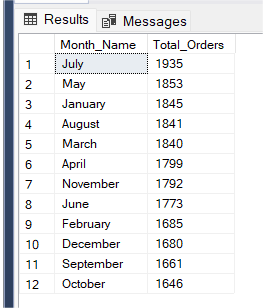 Results Messages
Month_Name Total_Orders
1 July 1935
2 May 1853
3 January 1845
4 August 1841
5 March 1840
6 April 1799
7 November 1792
8 June 1773
9 February 1685
10 December 1680
11 September 1661
12 October 1646